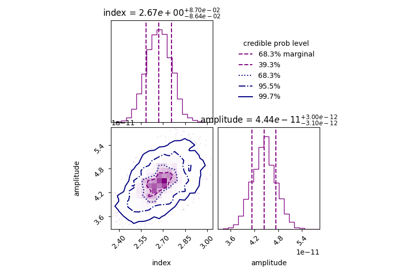 index = 2.67e+00 +8.70e−02 −8.64e−02
credible prob level
68.3% marginal
39.3%
68.3%
95.5%
99.7%
1e−11
amplitude = 4.44e−11 +3.00e−12 −3.10e−12
amplitude
5.4
4.8
4.2
3.6
2.40 2.55 2.70 2.85 3.00
index
3.6 4.2 4.8 5.4
1e−11
amplitude